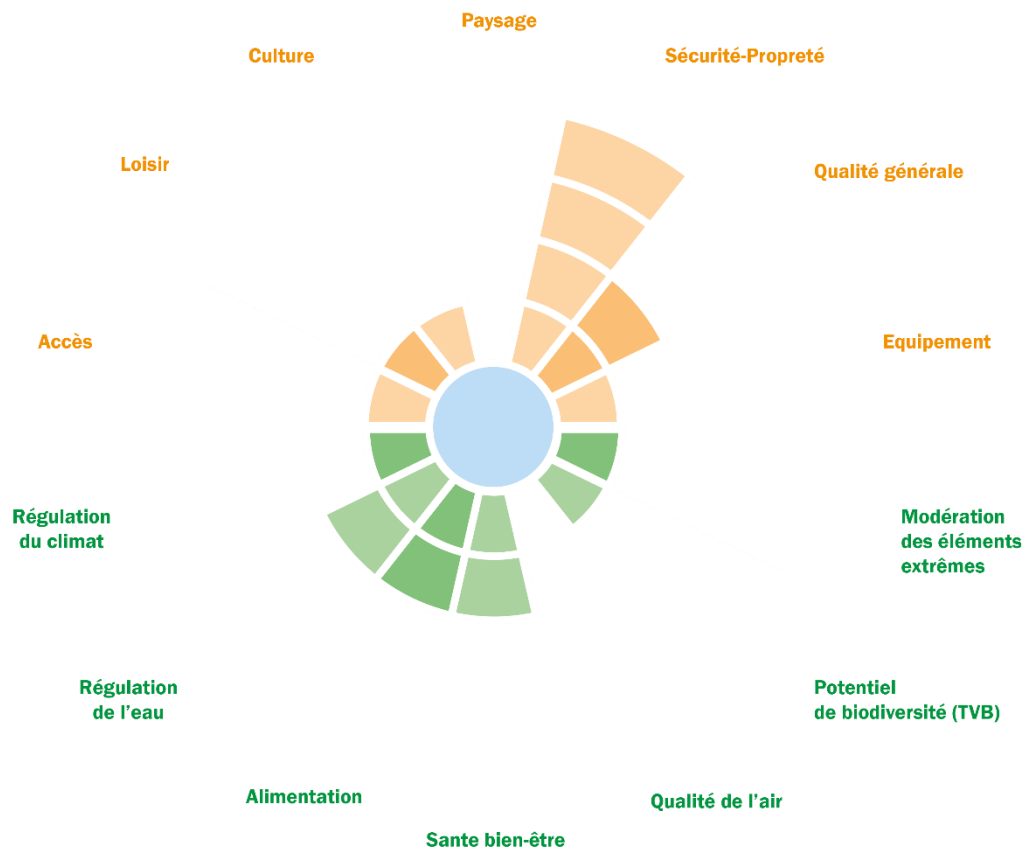 Paysage
Culture
Sécurité-Propreté
Loisir
Qualité générale
Accès
Equipement
Régulation
du climat
Modération
des éléments
extrêmes
Régulation
de l'eau
Potentiel
de biodiversité (TVB)
Alimentation
Qualité de l'air
Sante bien-être